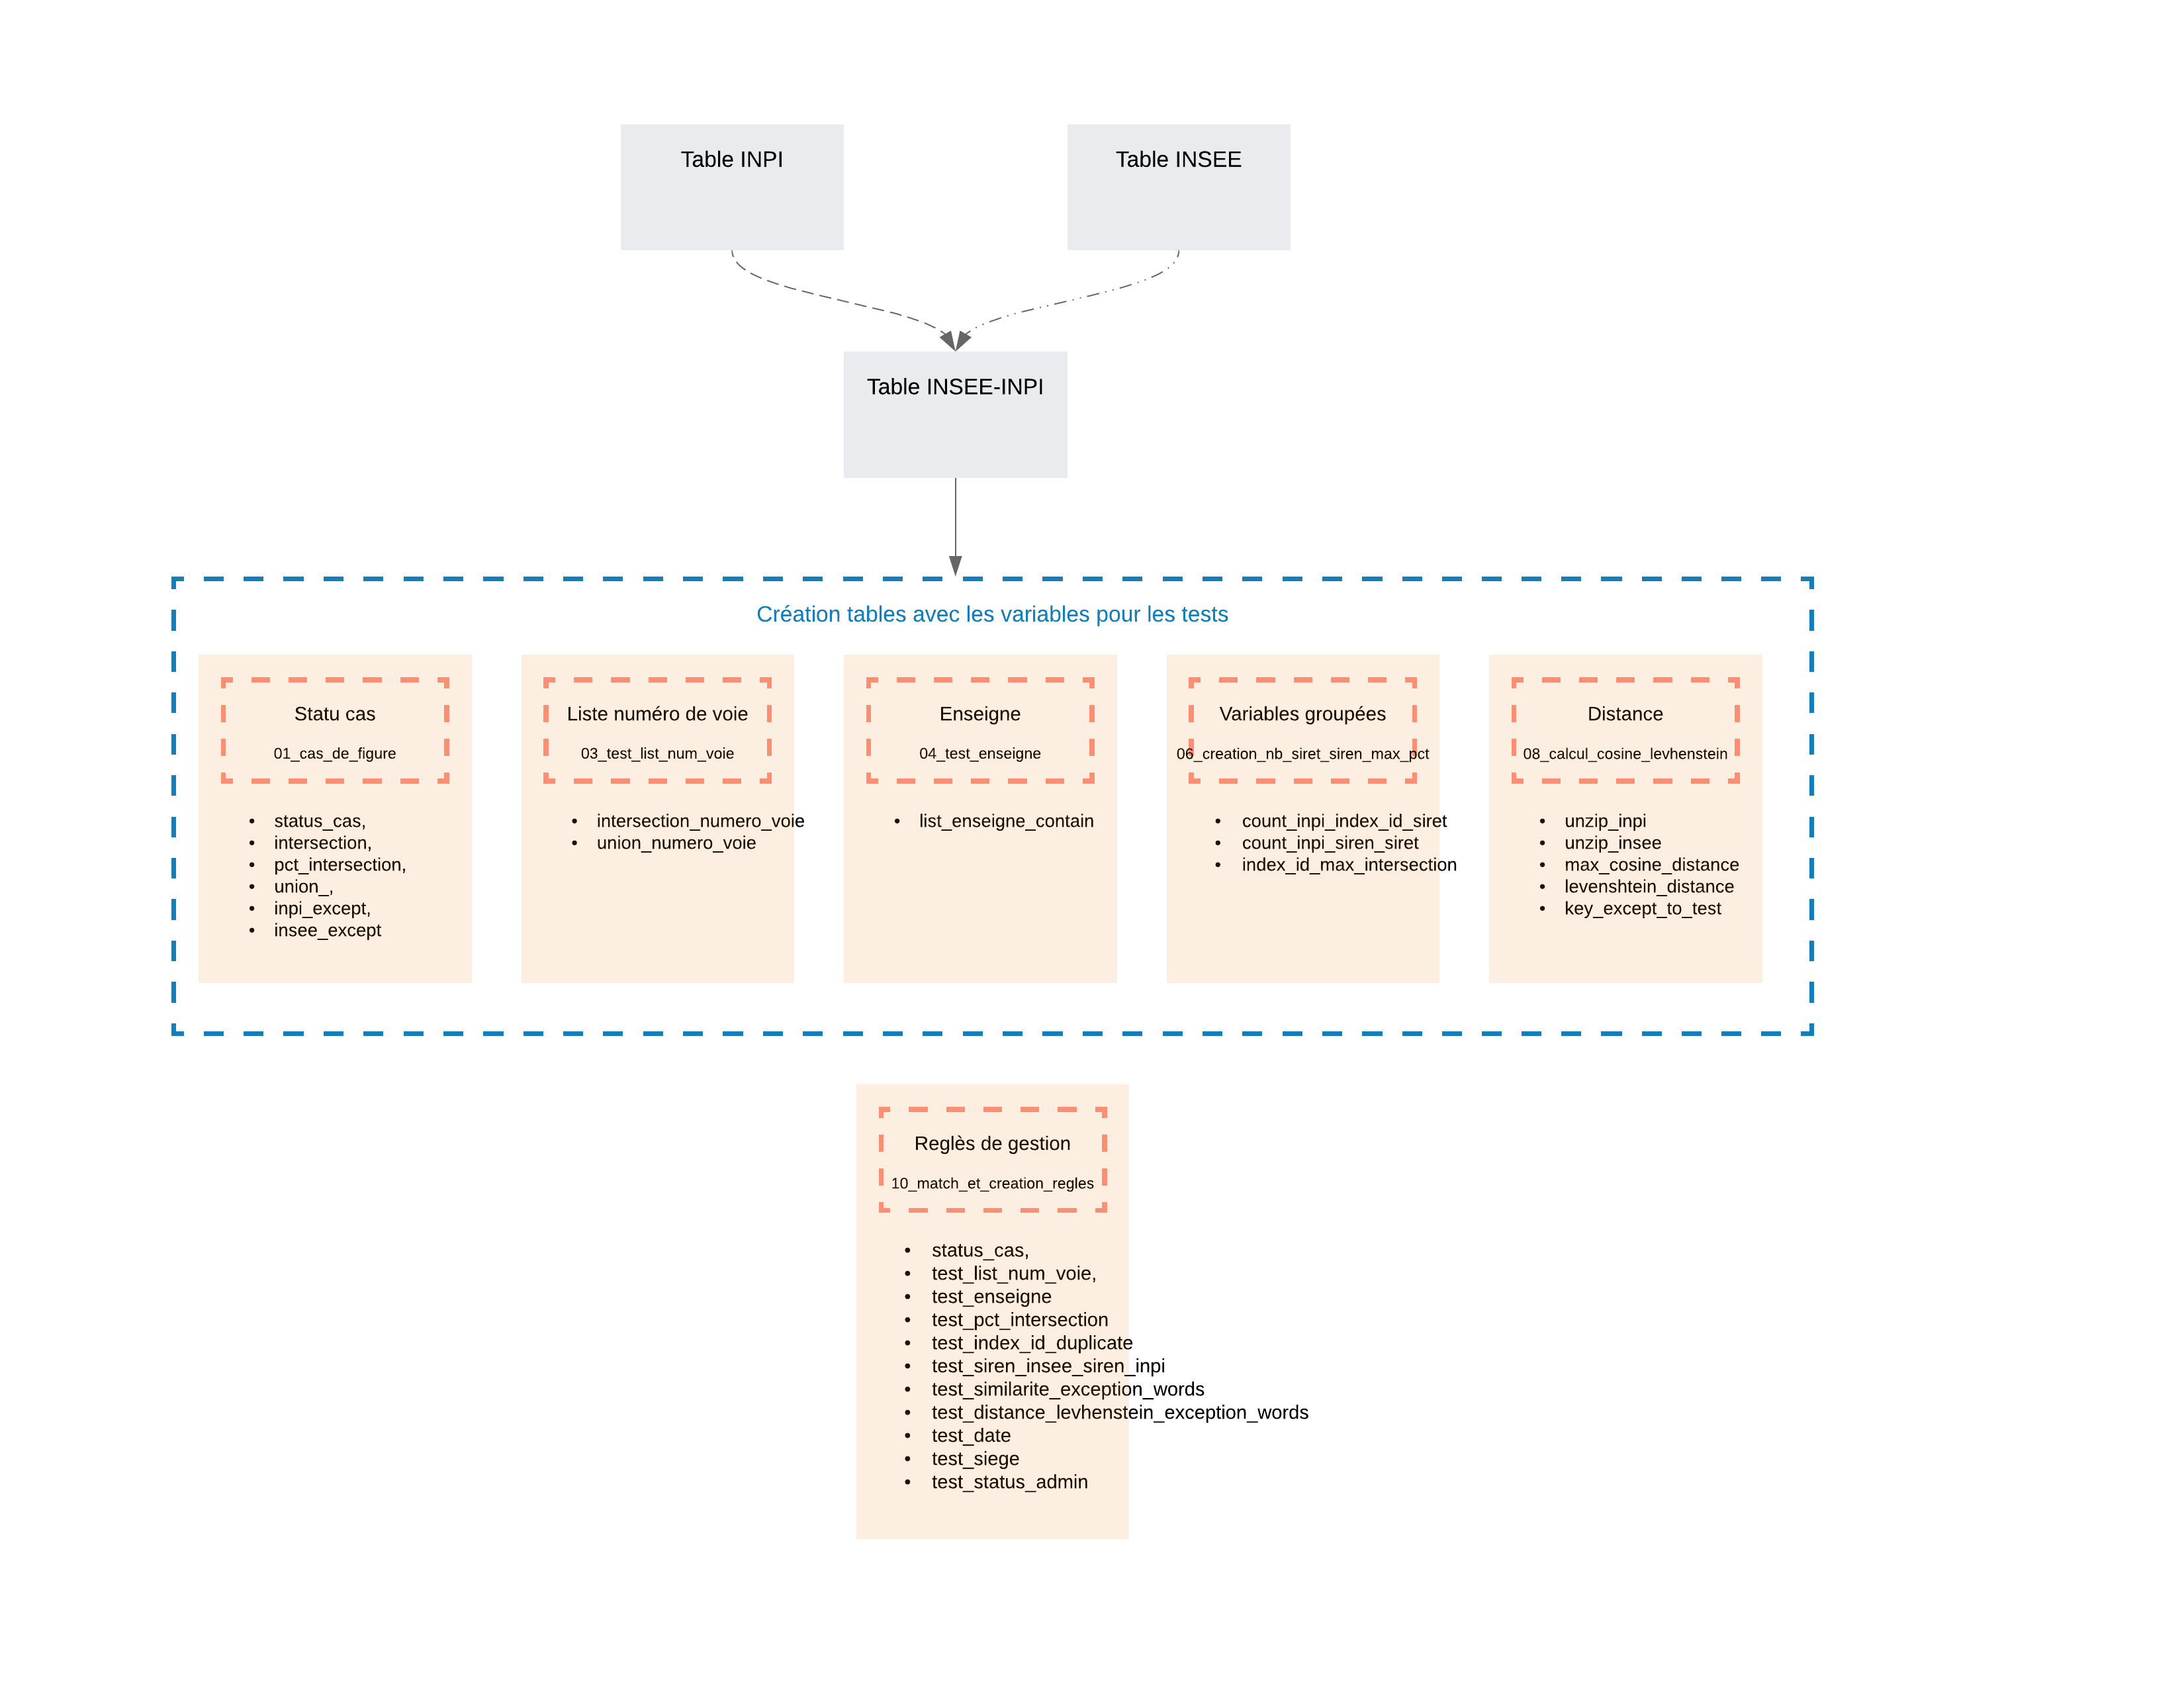 Table INPI
Table INSEE
Table INSEE-INPI
Création tables avec les variables pour les tests
Statu cas
01_cas_de_figure
• status_cas,
• intersection,
• pct_intersection,
• union_,
• inpi_except,
• insee_except
Liste numéro de voie
03_test_list_num_voie
• intersection_numero_voie
• union_numero_voie
Enseigne
04_test_enseigne
• list_enseigne_contain
Variables groupées
06_creation_nb_siret_siren_max_pct
• count_inpi_index_id_siret
• count_inpi_siren_siret
• index_id_max_intersection
Distance
08_calcul_cosine_levhenstein
• unzip_inpi
• unzip_insee
• max_cosine_distance
• levenshtein_distance
• key_except_to_test
Reglès de gestion
10_match_et_creation_regles
• status_cas,
• test_list_num_voie,
• test_enseigne
• test_pct_intersection
• test_index_id_duplicate
• test_siren_insee_siren_inpi
• test_similarite_exception_words
• test_distance_levhenstein_exception_words
• test_date
• test_siege
• test_status_admin